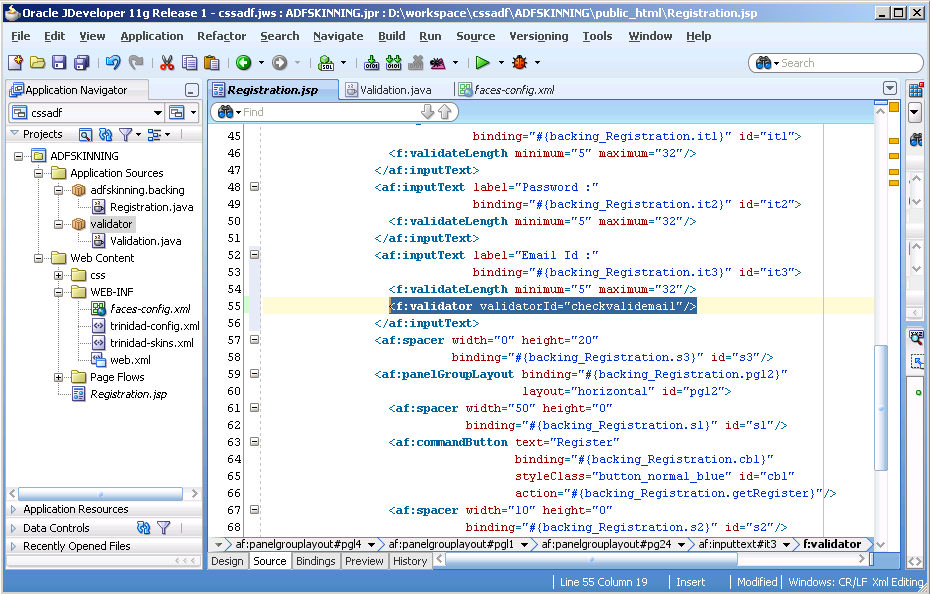 Oracle JDeveloper 11g Release 1 - cssadf.jws : ADFSKINNING.jpr : D:\workspace\cssadf\ADFSKINNING\public_html\Registration.jsp
File Edit View Application Refactor Search Navigate Build Run Source Versioning Tools Window Help
Search
Application Navigator
cssadf
Projects
ADFSKINNING
Application Sources
adfskinning.backing
Registration.java
validator
Validation.java
Web Content
css
WEB-INF
faces-config.xml
trinidad-config.xml
trinidad-skins.xml
web.xml
Page Flows
Registration.jsp
Application Resources
Data Controls
Recently Opened Files
Registration.jsp Validation.java faces-config.xml
Find
45 binding="#{backing_Registration.it1}" id="it1">
46 <f:validateLength minimum="5" maximum="32"/>
47 </af:inputText>
48 <af:inputText label="Password :"
49 binding="#{backing_Registration.it2}" id="it2">
50 <f:validateLength minimum="5" maximum="32"/>
51 </af:inputText>
52 <af:inputText label="Email Id :"
53 binding="#{backing_Registration.it3}" id="it3">
54 <f:validateLength minimum="5" maximum="32"/>
55 <f:validator validatorId="checkvalidemail"/>
56 </af:inputText>
57 <af:spacer width="0" height="20"
58 binding="#{backing_Registration.s3}" id="s3"/>
59 <af:panelGroupLayout binding="#{backing_Registration.pgl2}"
60 layout="horizontal" id="pgl2">
61 <af:spacer width="50" height="0"
62 binding="#{backing_Registration.s1}" id="s1"/>
63 <af:commandButton text="Register"
64 binding="#{backing_Registration.cb1}"
65 styleClass="button_normal_blue" id="cb1"
66 action="#{backing_Registration.getRegister}"/>
67 <af:spacer width="10" height="0"
68 binding="#{backing_Registration.s2}" id="s2"/>
af:panelgrouplayout#pgl4 af:panelgrouplayout#pgl1 af:panelgrouplayout#pg24 af:inputtext#it3 f:validator
Design Source Bindings Preview History
Line 55 Column 19 Insert Modified Windows: CR/LF Xml Editing